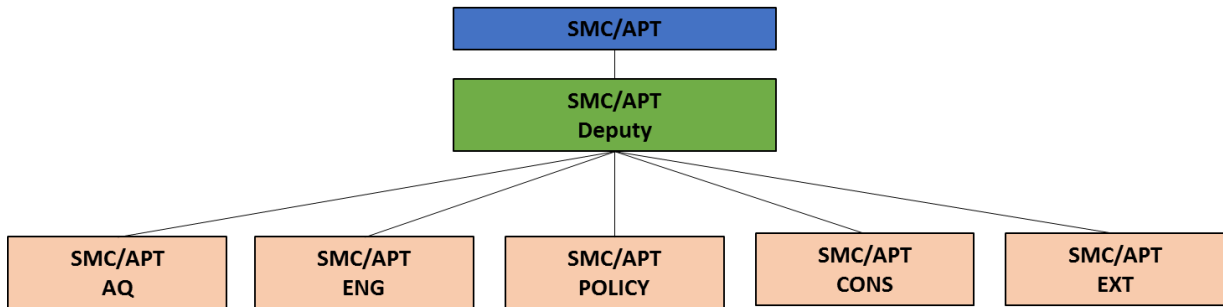 SMC/APT
SMC/APT
Deputy
SMC/APT
AQ
SMC/APT
ENG
SMC/APT
POLICY
SMC/APT
CONS
SMC/APT
EXT